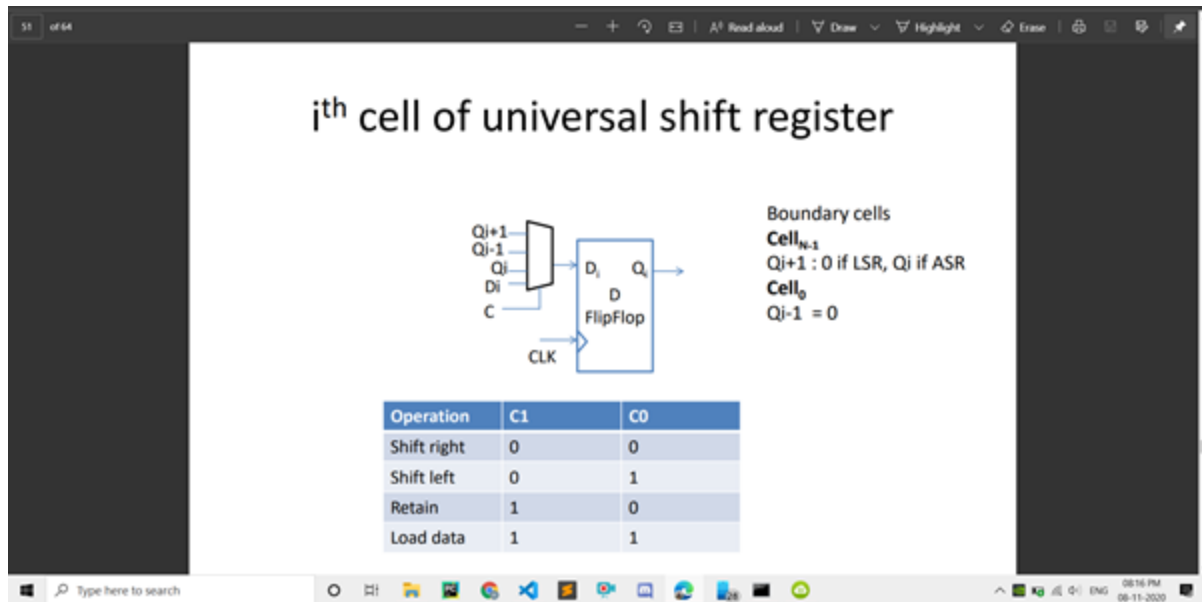 51 of 64
Read aloud Draw Highlight Erase
ith cell of universal shift register
Qi+1
Qi-1
Qi
Di
C
CLK
Di Qi
D
FlipFlop
Boundary cells
CellN-1
Qi+1 : 0 if LSR, Qi if ASR
Cell0
Qi-1 = 0
Operation C1 C0
Shift right 0 0
Shift left 0 1
Retain 1 0
Load data 1 1
Type here to search
ENG
08:16 PM
08-11-2020